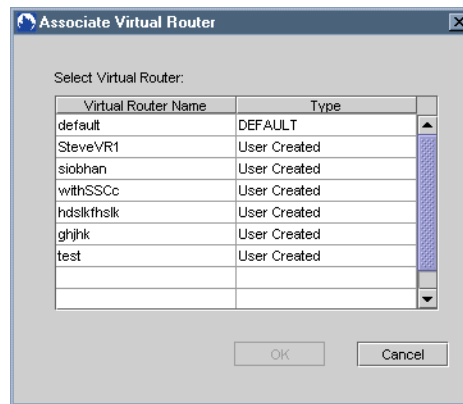 Associate Virtual Router
Select Virtual Router:
Virtual Router Name Type
default DEFAULT
SteveVR1 User Created
siobhan User Created
withSSCc User Created
hdslkfhslk User Created
ghjhk User Created
test User Created
OK Cancel